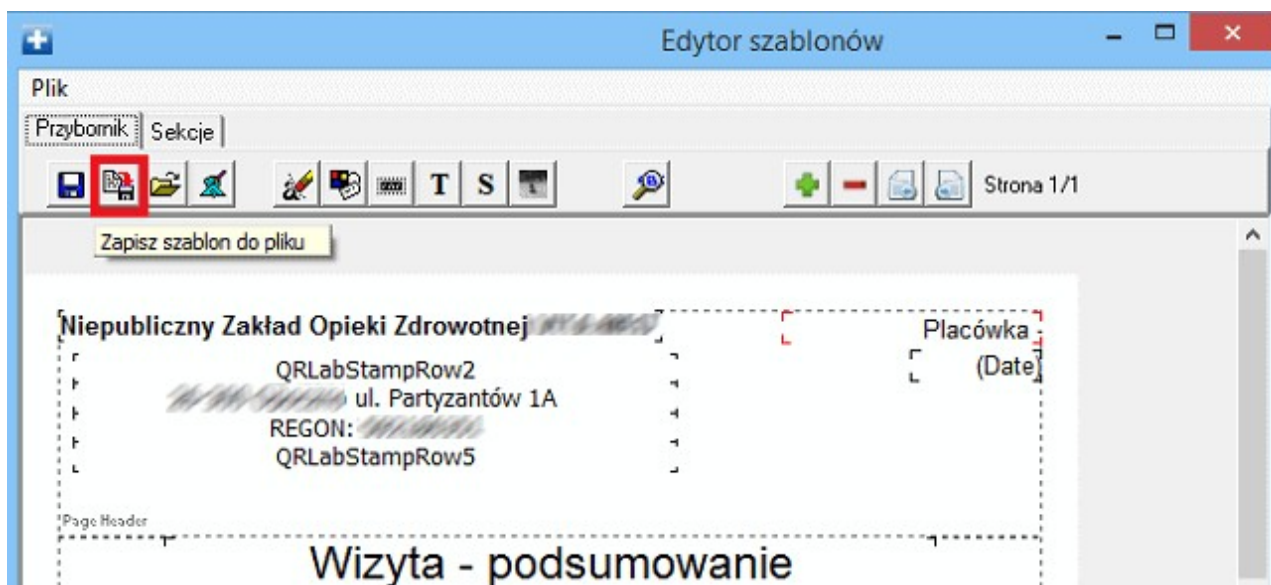 Edytor szablonów
Plik
Przybornik Sekcje
T S Strona 1/1
Zapisz szablon do pliku
Niepubliczny Zakład Opieki Zdrowotnej
Placówka -
QRLabStampRow2
(Date)
ul. Partyzantów 1A
REGON:
QRLabStampRow5
Page Header
Wizyta - podsumowanie